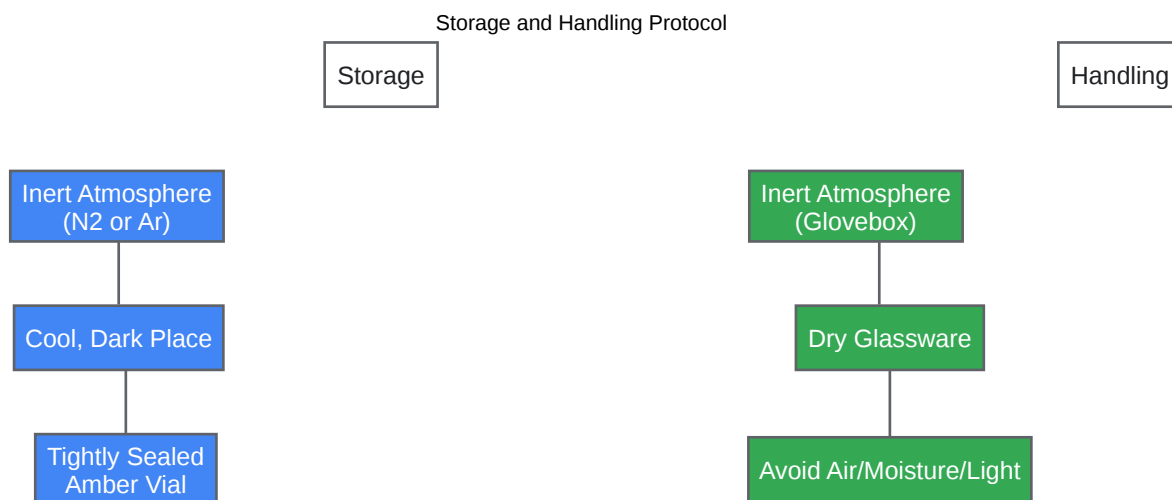 Storage and Handling Protocol
Storage
Handling
Inert Atmosphere
(N2 or Ar)
Inert Atmosphere
(Glovebox)
Cool, Dark Place
Dry Glassware
Tightly Sealed
Amber Vial
Avoid Air/Moisture/Light